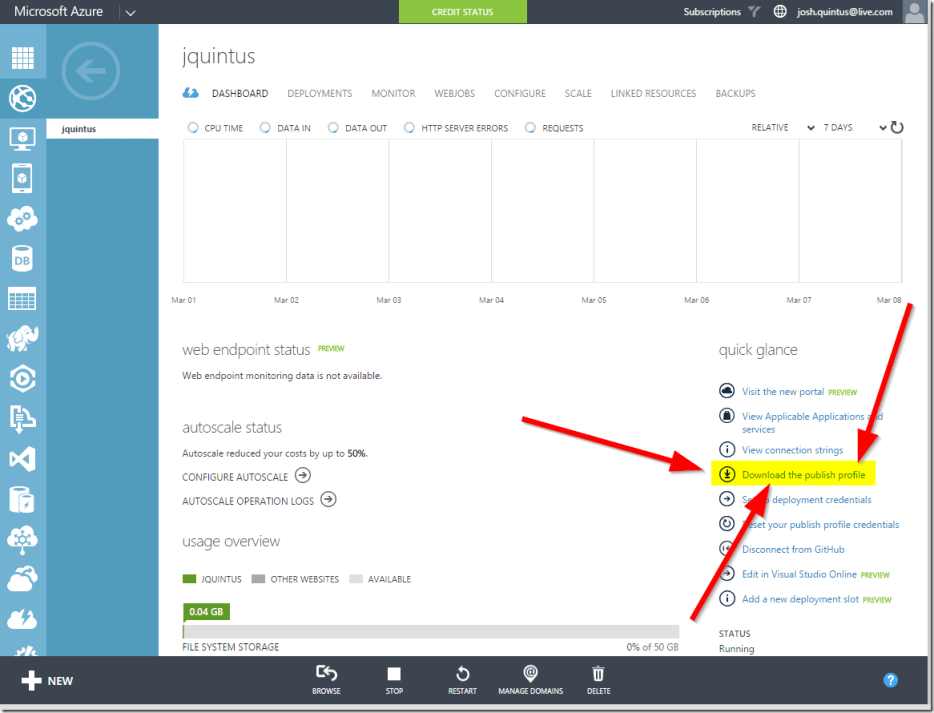 Microsoft Azure
CREDIT STATUS
Subscriptions
josh.quintus@live.com
jquintus
jquintus
DASHBOARD DEPLOYMENTS MONITOR WEBJOBS CONFIGURE SCALE LINKED RESOURCES BACKUPS
CPU TIME DATA IN DATA OUT HTTP SERVER ERRORS REQUESTS RELATIVE 7 DAYS
Mar 01 Mar 02 Mar 03 Mar 04 Mar 05 Mar 06 Mar 07 Mar 08
web endpoint status PREVIEW
Web endpoint monitoring data is not available.
autoscale status
Autoscale reduced your costs by up to 50%.
CONFIGURE AUTOSCALE
AUTOSCALE OPERATION LOGS
usage overview
JQUINTUS OTHER WEBSITES AVAILABLE
0.04 GB
FILE SYSTEM STORAGE 0% of 50 GB
quick glance
Visit the new portal PREVIEW
View Applicable Applications and
services
View connection strings
Download the publish profile
deployment credentials
Reset your publish profile credentials
Disconnect from GitHub
Edit in Visual Studio Online PREVIEW
Add a new deployment slot PREVIEW
STATUS
Running
DB
NEW
BROWSE STOP RESTART MANAGE DOMAINS DELETE
?